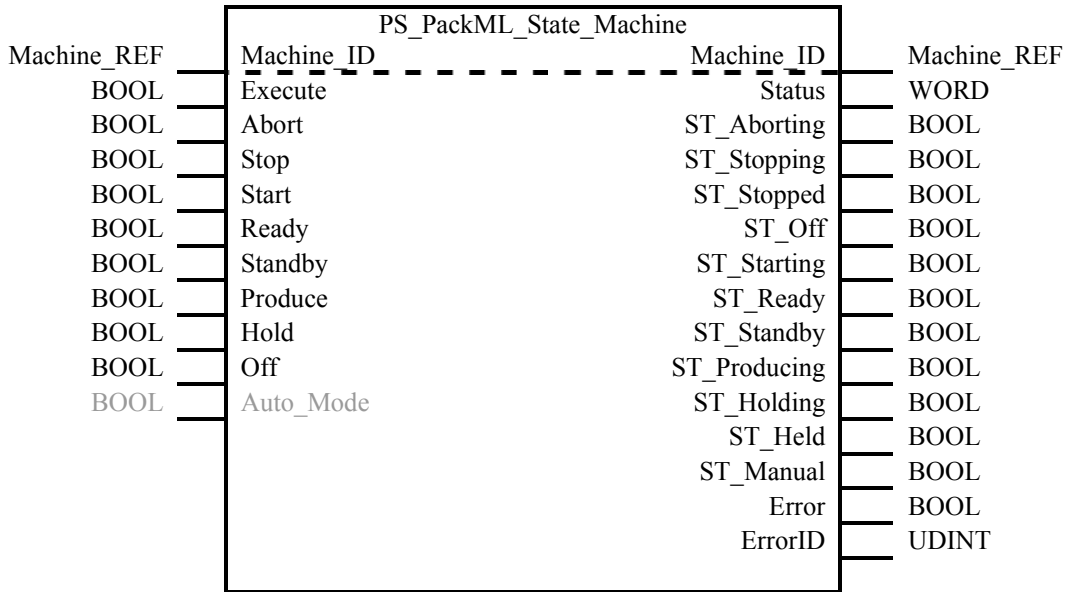 PS_PackML_State_Machine
Machine_REF Machine_ID Machine_ID Machine_REF
BOOL Execute Status WORD
BOOL Abort ST_Aborting BOOL
BOOL Stop ST_Stopping BOOL
BOOL Start ST_Stopped BOOL
BOOL Ready ST_Off BOOL
BOOL Standby ST_Starting BOOL
BOOL Produce ST_Ready BOOL
BOOL Hold ST_Standby BOOL
BOOL Off ST_Producing BOOL
BOOL Auto_Mode ST_Holding BOOL
ST_Held BOOL
ST_Manual BOOL
Error BOOL
ErrorID UDINT